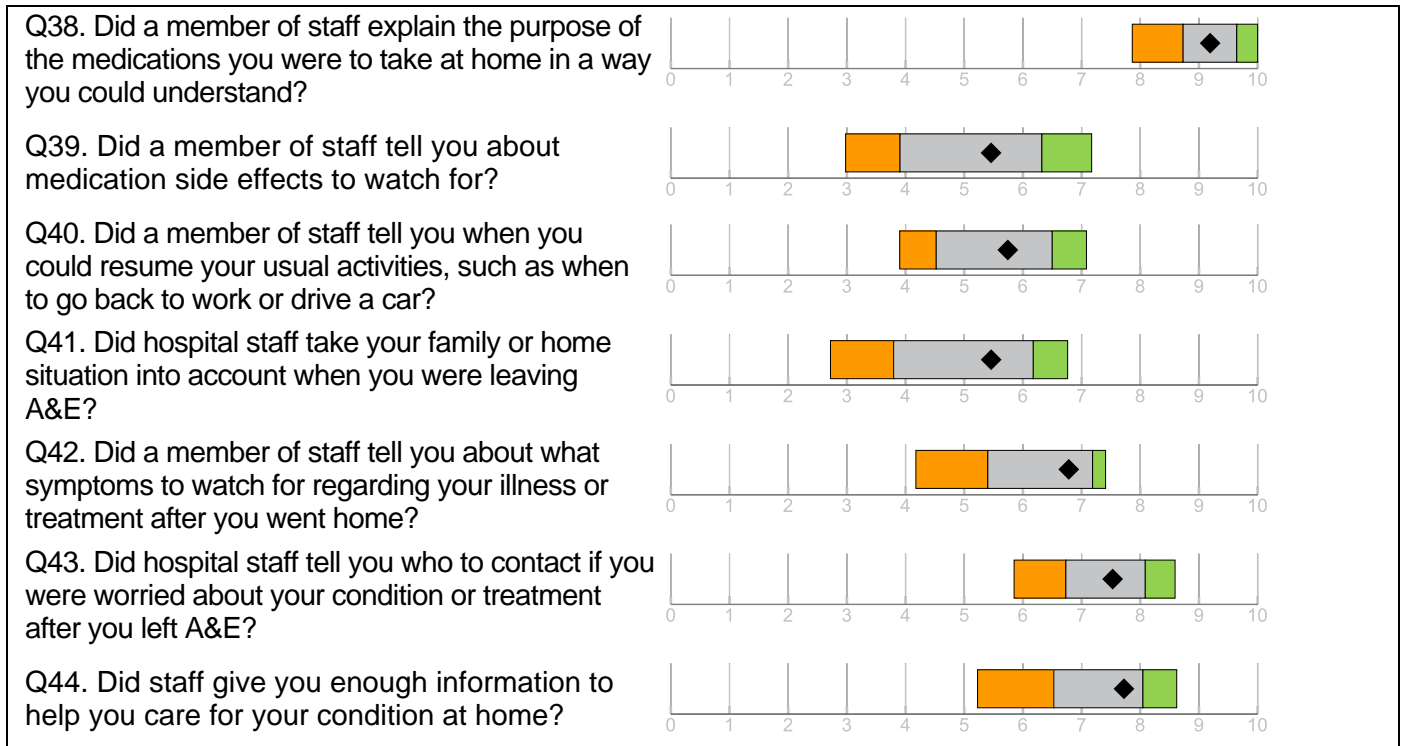 Q38. Did a member of staff explain the purpose of
the medications you were to take at home in a way
you could understand?
0 1 2 3 4 5 6 7 8 9 10
Q39. Did a member of staff tell you about
medication side effects to watch for?
0 1 2 3 4 5 6 7 8 9 10
Q40. Did a member of staff tell you when you
could resume your usual activities, such as when
to go back to work or drive a car?
0 1 2 3 4 5 6 7 8 9 10
Q41. Did hospital staff take your family or home
situation into account when you were leaving
A&E?
0 1 2 3 4 5 6 7 8 9 10
Q42. Did a member of staff tell you about what
symptoms to watch for regarding your illness or
treatment after you went home?
0 1 2 3 4 5 6 7 8 9 10
Q43. Did hospital staff tell you who to contact if you
were worried about your condition or treatment
after you left A&E?
0 1 2 3 4 5 6 7 8 9 10
Q44. Did staff give you enough information to
help you care for your condition at home?
0 1 2 3 4 5 6 7 8 9 10